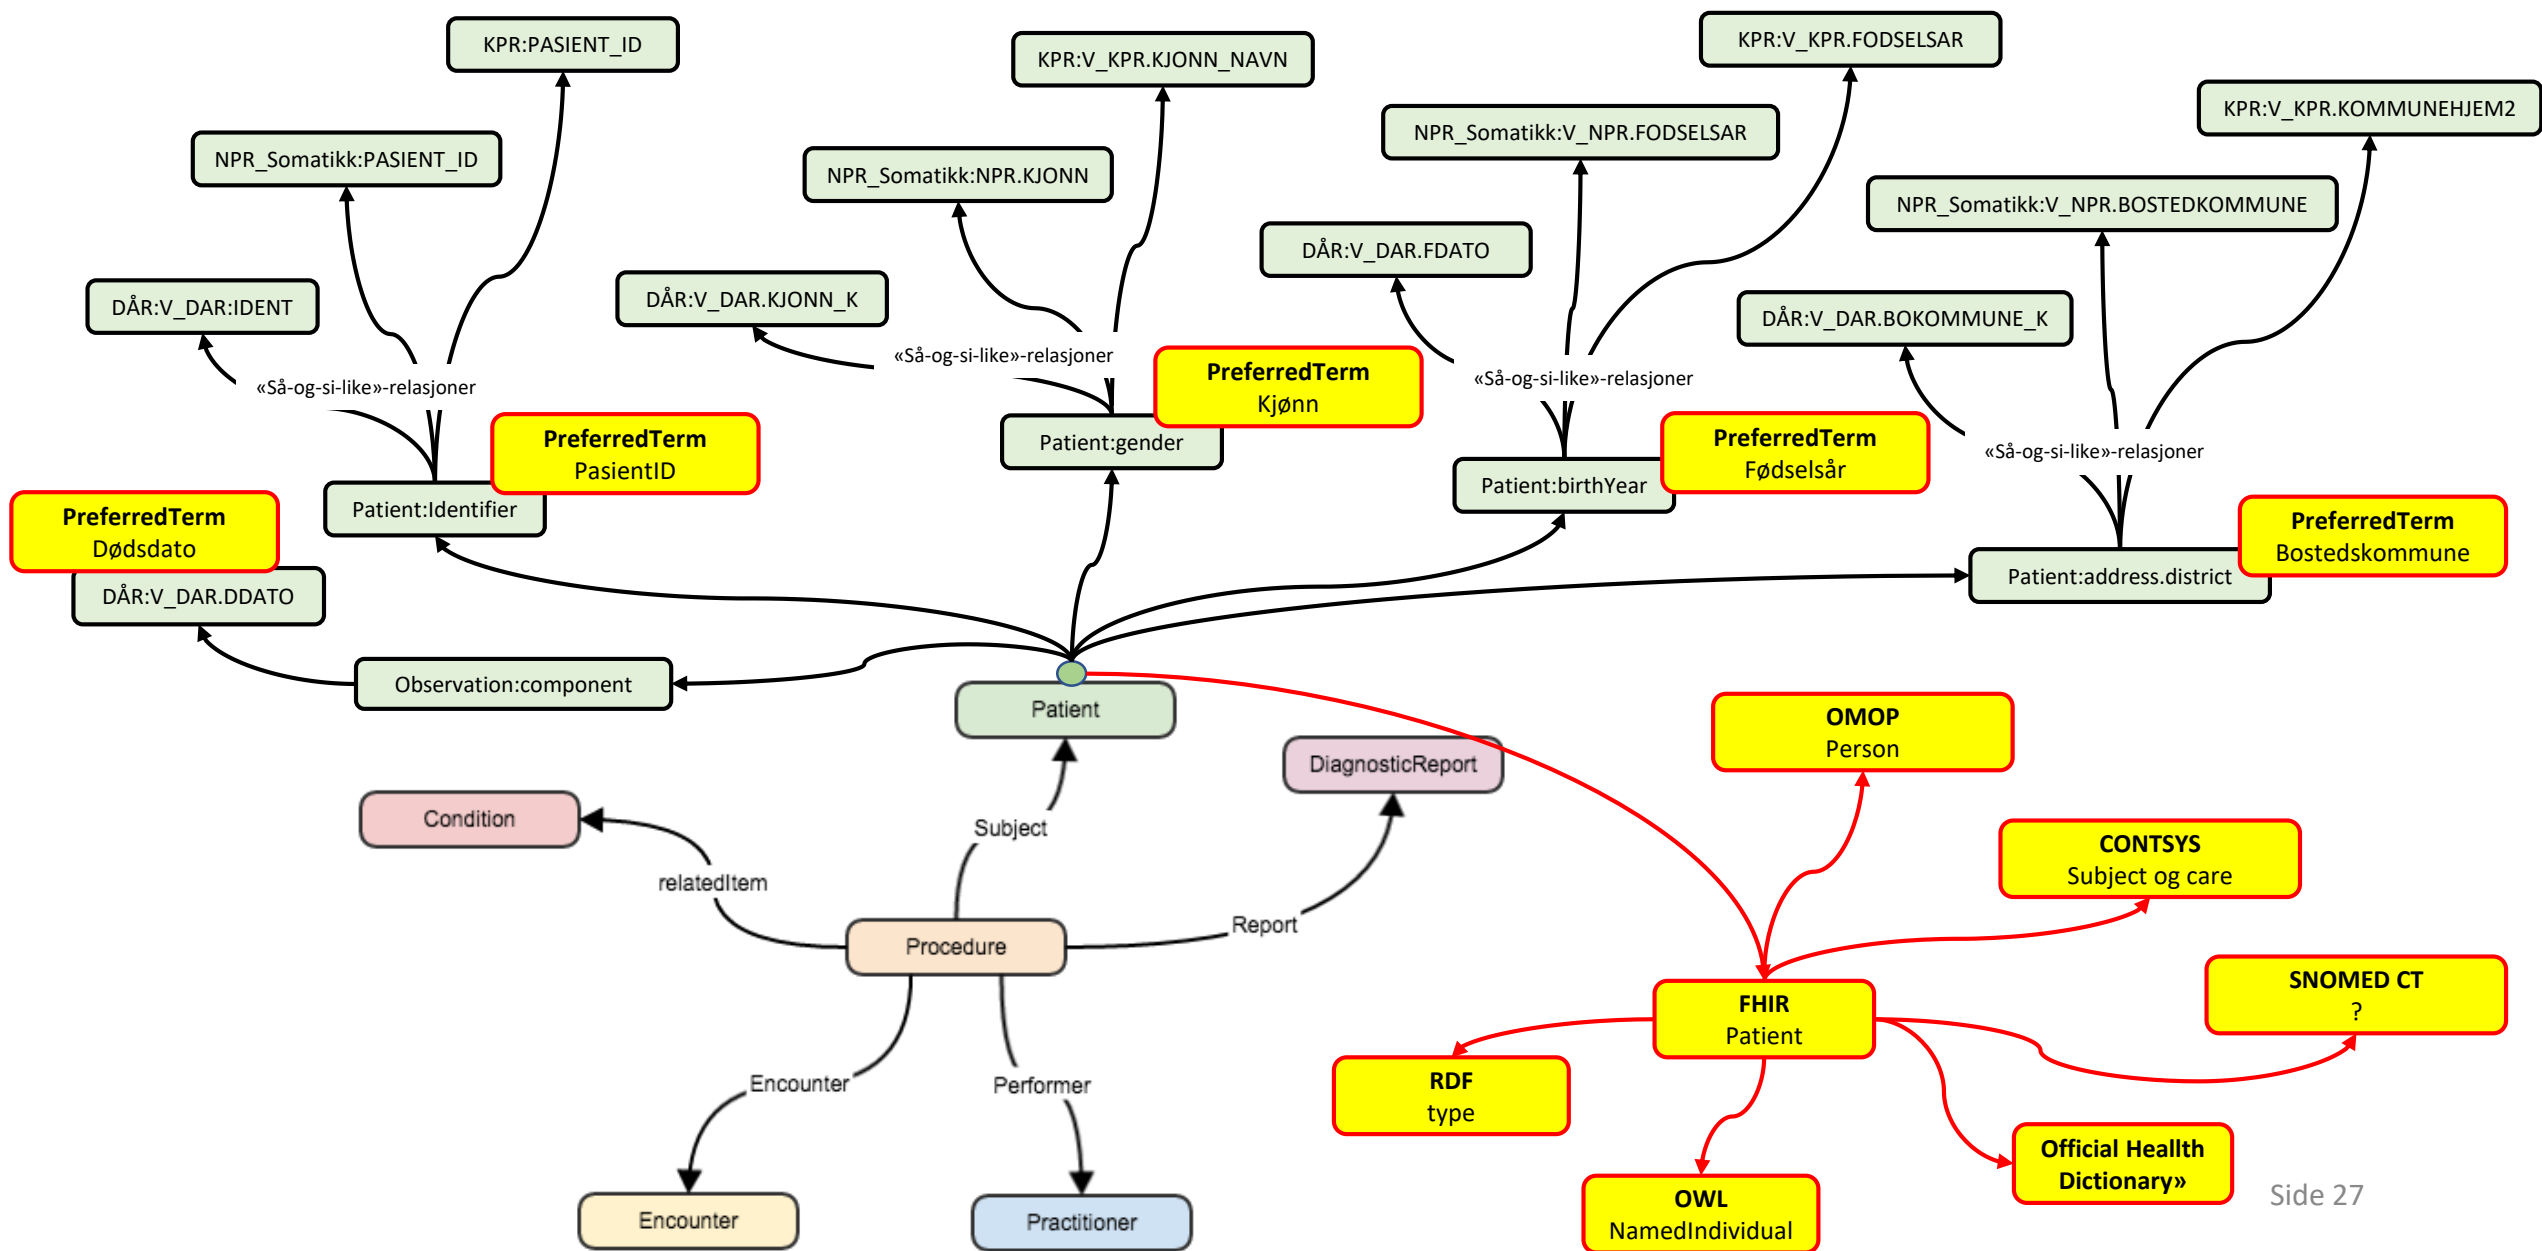 KPR:PASIENT_ID
KPR:V_KPR.KJONN_NAVN
KPR:V_KPR.FODSELSAR
KPR:V_KPR.KOMMUNEHJEM2
NPR_Somatikk:PASIENT_ID
NPR_Somatikk:NPR.KJONN
NPR_Somatikk:V_NPR.FODSELSAR
NPR_Somatikk:V_NPR.BOSTEDKOMMUNE
DÅR:V_DAR:IDENT
DÅR:V_DAR.KJONN_K
DÅR:V_DAR.FDATO
DÅR:V_DAR.BOKOMMUNE_K
«Så-og-si-like»-relasjoner
«Så-og-si-like»-relasjoner
«Så-og-si-like»-relasjoner
«Så-og-si-like»-relasjoner
PreferredTerm
Kjønn
Patient:gender
PreferredTerm
PasientID
Patient:Identifier
PreferredTerm
Fødselsår
Patient:birthYear
PreferredTerm
Bostedskommune
Patient:address.district
PreferredTerm
Dødsdato
DÅR:V_DAR.DDATO
Observation:component
Patient
DiagnosticReport
Condition
Subject
relatedItem
Report
Procedure
Encounter
Performer
Encounter
Practitioner
OMOP
Person
CONTSYS
Subject og care
SNOMED CT
?
FHIR
Patient
RDF
type
OWL
NamedIndividual
Official Heallth
Dictionary»
Side 27